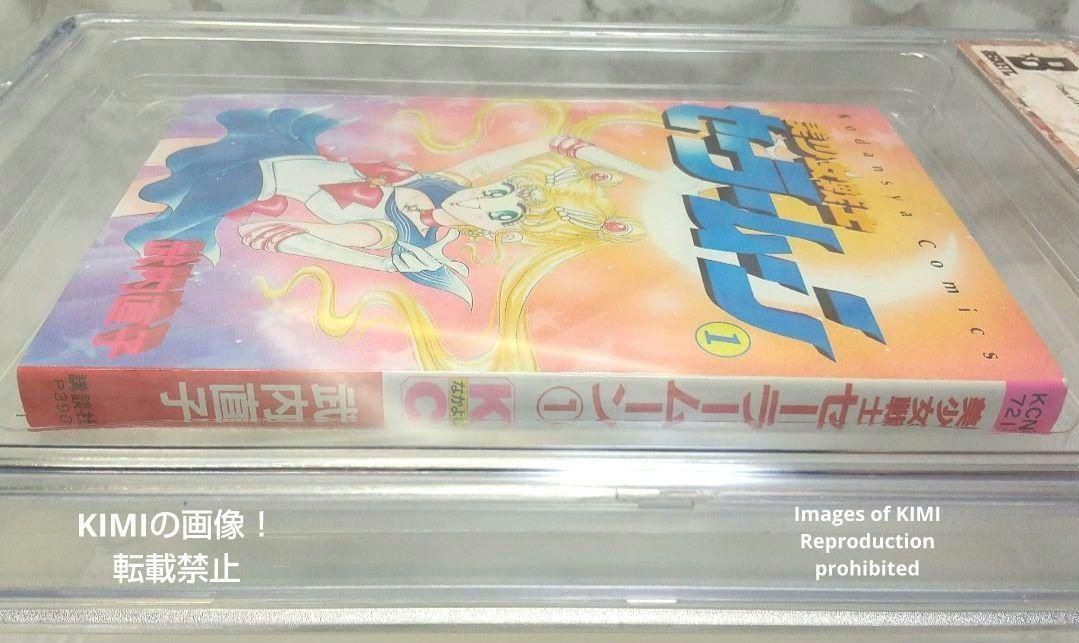 Kodansya Comics
美少女戦士
セーラームーン
1
武内直子
KCN
721
美少女戦士セーラームーン ①
KC
なかよし
武内直子
講談社
KIMIの画像！
転載禁止
Images of KIMI
Reproduction
prohibited